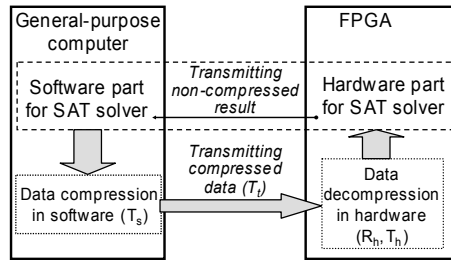 General-purpose
computer
FPGA
Software part
for SAT solver
Transmitting
non-compressed
result
Hardware part
for SAT solver
Transmitting
compressed
data (Tt)
Data compression
in software (Ts)
Data
decompression
in hardware
(Rh, Th)